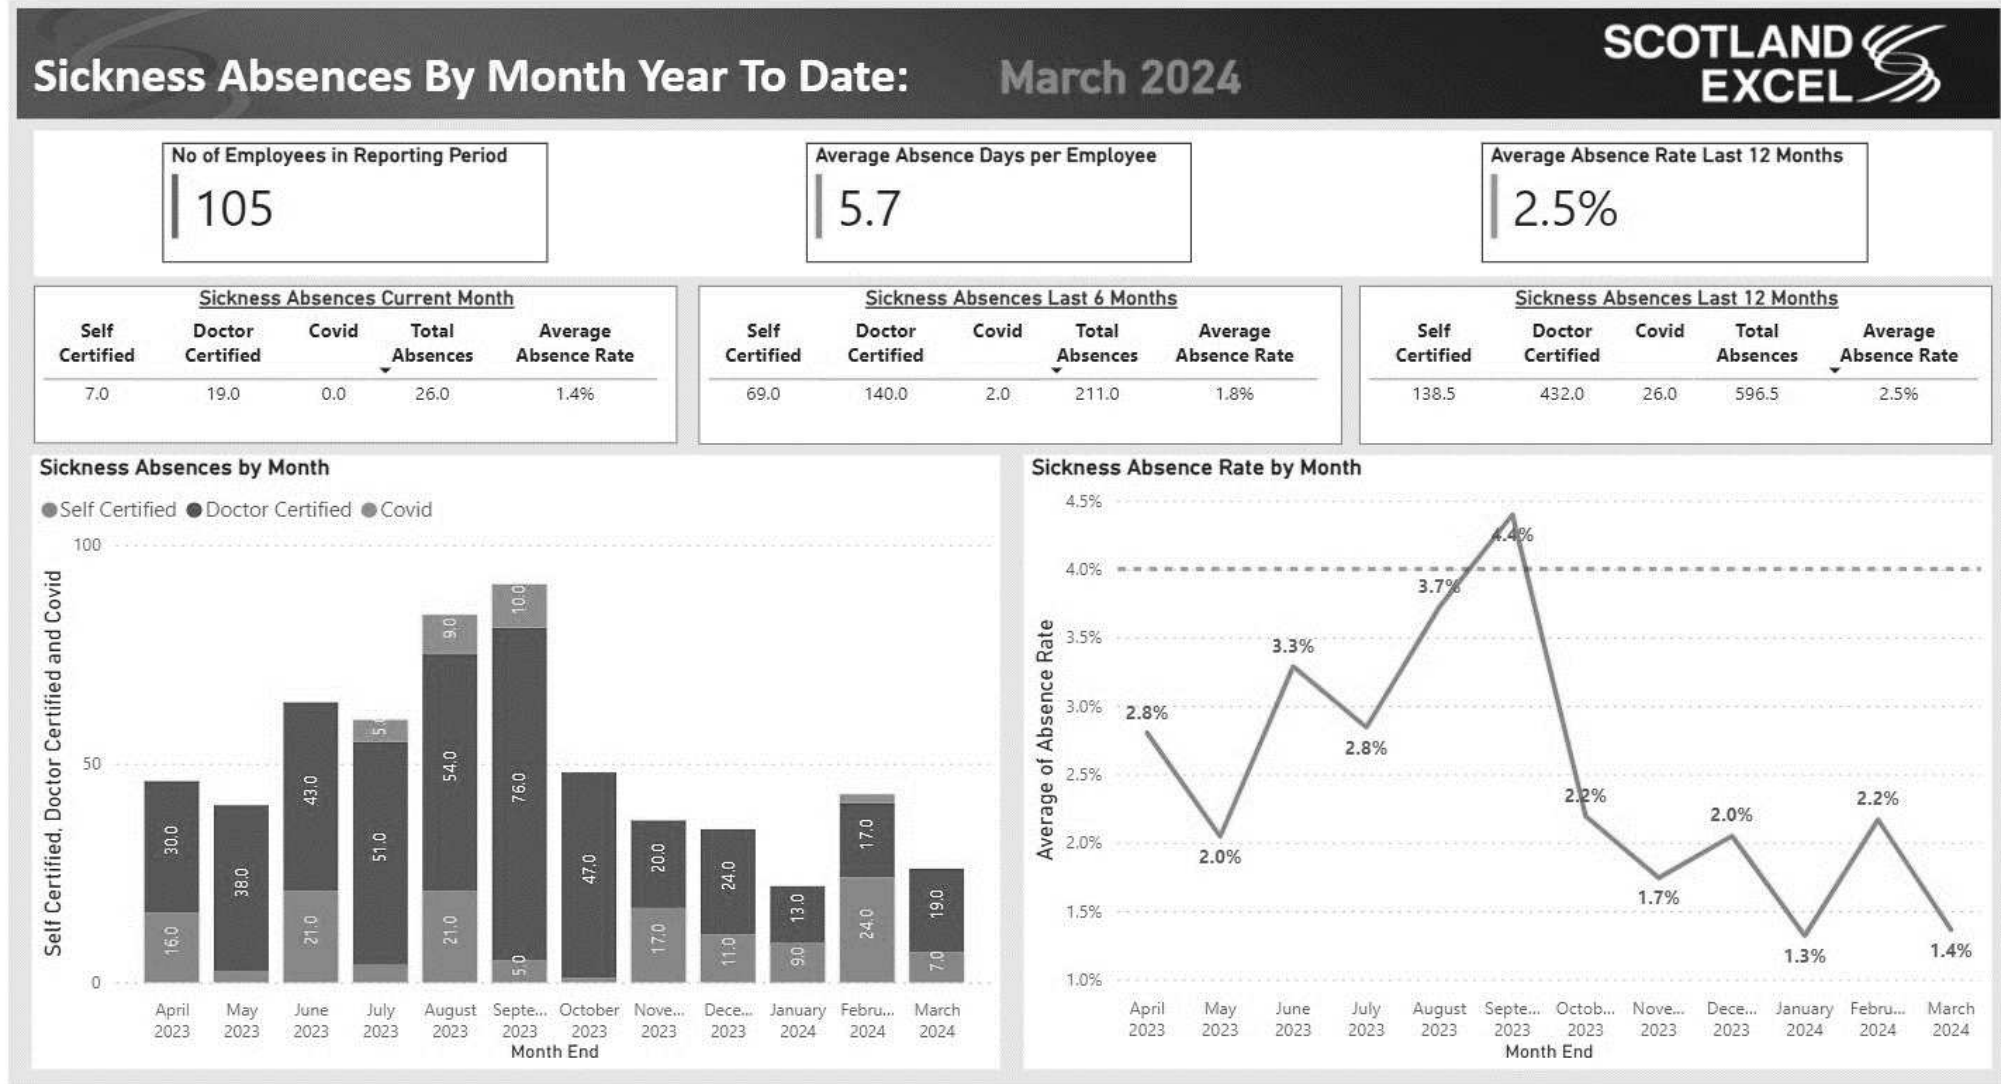 Sickness Absences By Month Year To Date: March 2024
SCOTLAND
EXCEL
No of Employees in Reporting Period
105
Average Absence Days per Employee
5.7
Average Absence Rate Last 12 Months
2.5%
Sickness Absences Current Month
Self Doctor Covid Total Average
Certified Certified Absences Absence Rate
7.0 19.0 0.0 26.0 1.4%
Sickness Absences Last 6 Months
Self Doctor Covid Total Average
Certified Certified Absences Absence Rate
69.0 140.0 2.0 211.0 1.8%
Sickness Absences Last 12 Months
Self Doctor Covid Total Average
Certified Certified Absences Absence Rate
138.5 432.0 26.0 596.5 2.5%
Sickness Absences by Month
Self Certified Doctor Certified Covid
Self Certified, Doctor Certified and Covid
100
50
0
16.0 30.0
38.0
21.0 43.0
51.0 5.0
21.0 54.0 9.0
5.0 76.0 10.0
47.0
17.0 20.0
11.0 24.0
9.0 13.0
24.0 17.0
7.0 19.0
April May June July August Septe... October Nove... Dece... January Febru... March
2023 2023 2023 2023 2023 2023 2023 2023 2023 2024 2024 2024
Month End
Sickness Absence Rate by Month
Average of Absence Rate
4.5%
4.0%
3.5%
3.0%
2.5%
2.0%
1.5%
1.0%
2.8%
2.0%
3.3%
2.8%
3.7%
4.4%
2.2%
1.7%
2.0%
1.3%
2.2%
1.4%
April May June July August Septe... Octob... Nove... Dece... January Febru... March
2023 2023 2023 2023 2023 2023 2023 2023 2023 2024 2024 2024
Month End